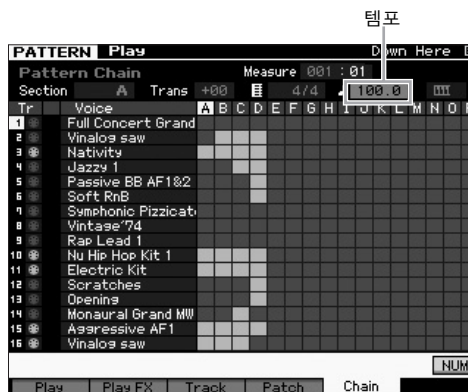 템포
PATTERN Play Down Here
Pattern Chain Measure 001 : 01
Section A Trans +00 4/4 100.0
Tr Voice A B C D E F G H I J K L M N O
1 Full Concert Grand
2 Vinalog saw
3 Nativity
4 Jazzy 1
5 Passive BB AF1&2
6 Soft RnB
7 Symphonic Pizzicat
8 Vintage'74
9 Rap Lead 1
10 Nu Hip Hop Kit 1
11 Electric Kit
12 Scratches
13 Opening
14 Monaural Grand MW
15 Aggressive AF1
16 Vinalog saw
NUM
Play Play FX Track Patch Chain